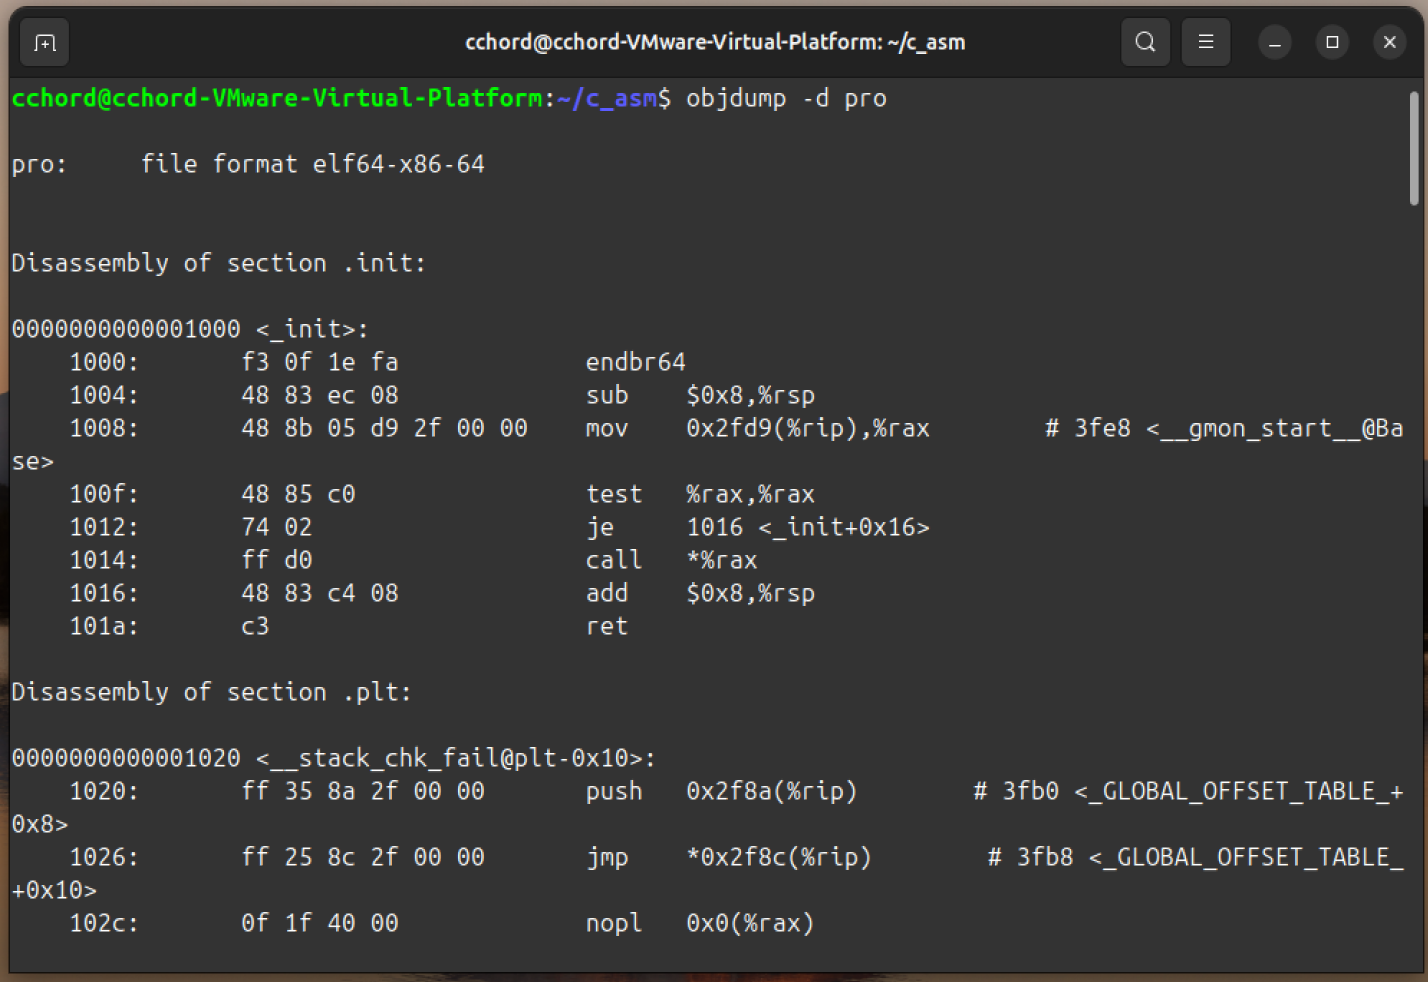 cchord@cchord-VMware-Virtual-Platform: ~/c_asm
cchord@cchord-VMware-Virtual-Platform:~/c_asm$ objdump -d pro
pro:     file format elf64-x86-64
Disassembly of section .init:
0000000000001000 <_init>:
    1000:       f3 0f 1e fa             endbr64
    1004:       48 83 ec 08             sub    $0x8,%rsp
    1008:       48 8b 05 d9 2f 00 00    mov    0x2fd9(%rip),%rax        # 3fe8 <__gmon_start__@Ba
se>
    100f:       48 85 c0                test   %rax,%rax
    1012:       74 02                   je     1016 <_init+0x16>
    1014:       ff d0                   call   *%rax
    1016:       48 83 c4 08             add    $0x8,%rsp
    101a:       c3                      ret
Disassembly of section .plt:
0000000000001020 <__stack_chk_fail@plt-0x10>:
    1020:       ff 35 8a 2f 00 00       push   0x2f8a(%rip)        # 3fb0 <_GLOBAL_OFFSET_TABLE_+
0x8>
    1026:       ff 25 8c 2f 00 00       jmp    *0x2f8c(%rip)        # 3fb8 <_GLOBAL_OFFSET_TABLE_
+0x10>
    102c:       0f 1f 40 00             nopl   0x0(%rax)